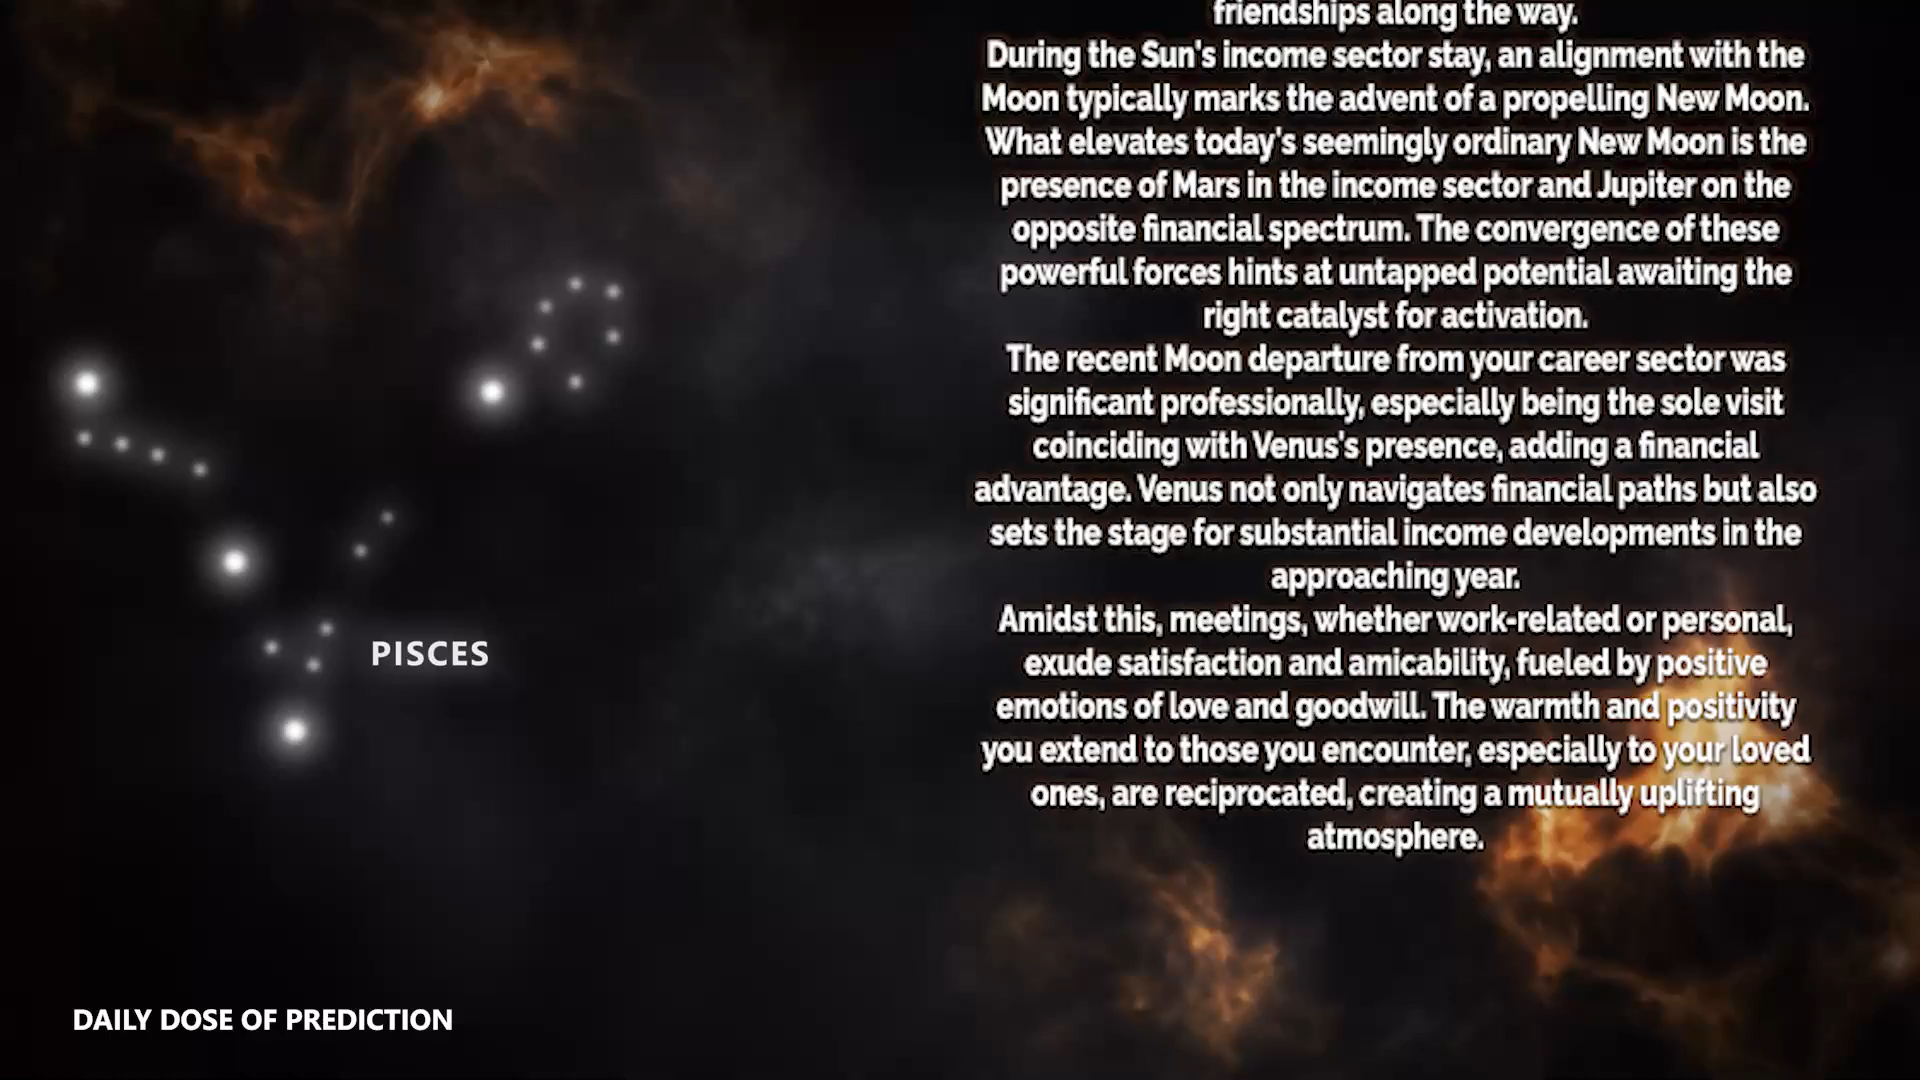 friendships along the way.
During the Sun's income sector stay, an alignment with the
Moon typically marks the advent of a propelling New Moon.
What elevates today's seemingly ordinary New Moon is the
presence of Mars in the income sector and Jupiter on the
opposite financial spectrum. The convergence of these
powerful forces hints at untapped potential awaiting the
right catalyst for activation.
The recent Moon departure from your career sector was
significant professionally, especially being the sole visit
coinciding with Venus's presence, adding a financial
advantage. Venus not only navigates financial paths but also
sets the stage for substantial income developments in the
approaching year.
Amidst this, meetings, whether work-related or personal,
exude satisfaction and amicability, fueled by positive
emotions of love and goodwill. The warmth and positivity
you extend to those you encounter, especially to your loved
ones, are reciprocated, creating a mutually uplifting
atmosphere.
PISCES
DAILY DOSE OF PREDICTION